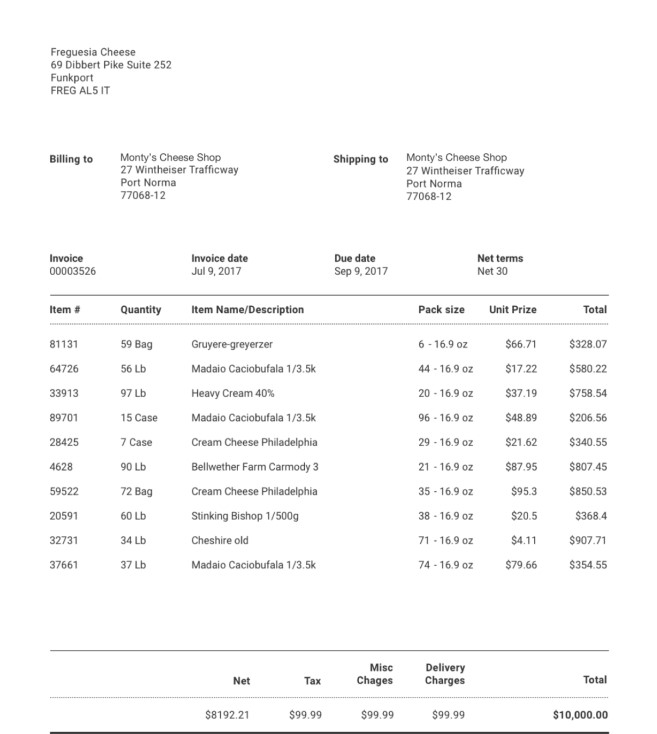 Freguesia Cheese
69 Dibbert Pike Suite 252
Funkport
FREG AL5 IT
Billing to Monty's Cheese Shop
27 Wintheiser Trafficway
Port Norma
77068-12
Shipping to Monty's Cheese Shop
27 Wintheiser Trafficway
Port Norma
77068-12
Invoice Invoice date Due date Net terms
00003526 Jul 9, 2017 Sep 9, 2017 Net 30
Item # Quantity Item Name/Description Pack size Unit Prize Total
81131 59 Bag Gruyere-greyerzer 6 - 16.9 oz $66.71 $328.07
64726 56 Lb Madaio Caciobufala 1/3.5k 44 - 16.9 oz $17.22 $580.22
33913 97 Lb Heavy Cream 40% 20 - 16.9 oz $37.19 $758.54
89701 15 Case Madaio Caciobufala 1/3.5k 96 - 16.9 oz $48.89 $206.56
28425 7 Case Cream Cheese Philadelphia 29 - 16.9 oz $21.62 $340.55
4628 90 Lb Bellwether Farm Carmody 3 21 - 16.9 oz $87.95 $807.45
59522 72 Bag Cream Cheese Philadelphia 35 - 16.9 oz $95.3 $850.53
20591 60 Lb Stinking Bishop 1/500g 38 - 16.9 oz $20.5 $368.4
32731 34 Lb Cheshire old 71 - 16.9 oz $4.11 $907.71
37661 37 Lb Madaio Caciobufala 1/3.5k 74 - 16.9 oz $79.66 $354.55
Net Tax Misc Chages Delivery Charges Total
$8192.21 $99.99 $99.99 $99.99 $10,000.00